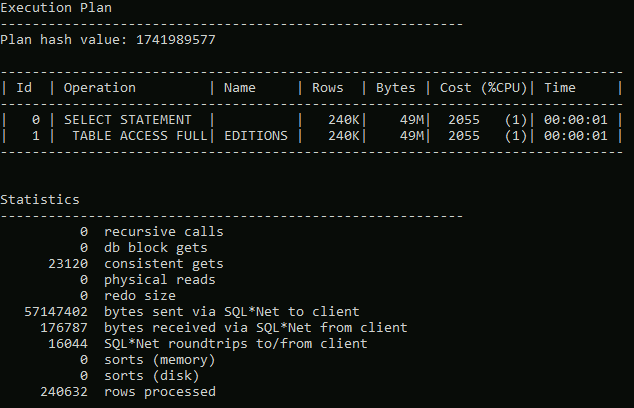 Execution Plan
----------------------------------------------------------
Plan hash value: 1741989577

------------------------------------------------------------------------------
| Id  | Operation         | Name     | Rows  | Bytes | Cost (%CPU)| Time     |
------------------------------------------------------------------------------
|   0 | SELECT STATEMENT  |          |   240K|    49M|  2055   (1)| 00:00:01 |
|   1 |  TABLE ACCESS FULL| EDITIONS |   240K|    49M|  2055   (1)| 00:00:01 |
------------------------------------------------------------------------------

Statistics
----------------------------------------------------------
          0  recursive calls
          0  db block gets
      23120  consistent gets
          0  physical reads
          0  redo size
   57147402  bytes sent via SQL*Net to client
     176787  bytes received via SQL*Net from client
      16044  SQL*Net roundtrips to/from client
          0  sorts (memory)
          0  sorts (disk)
     240632  rows processed